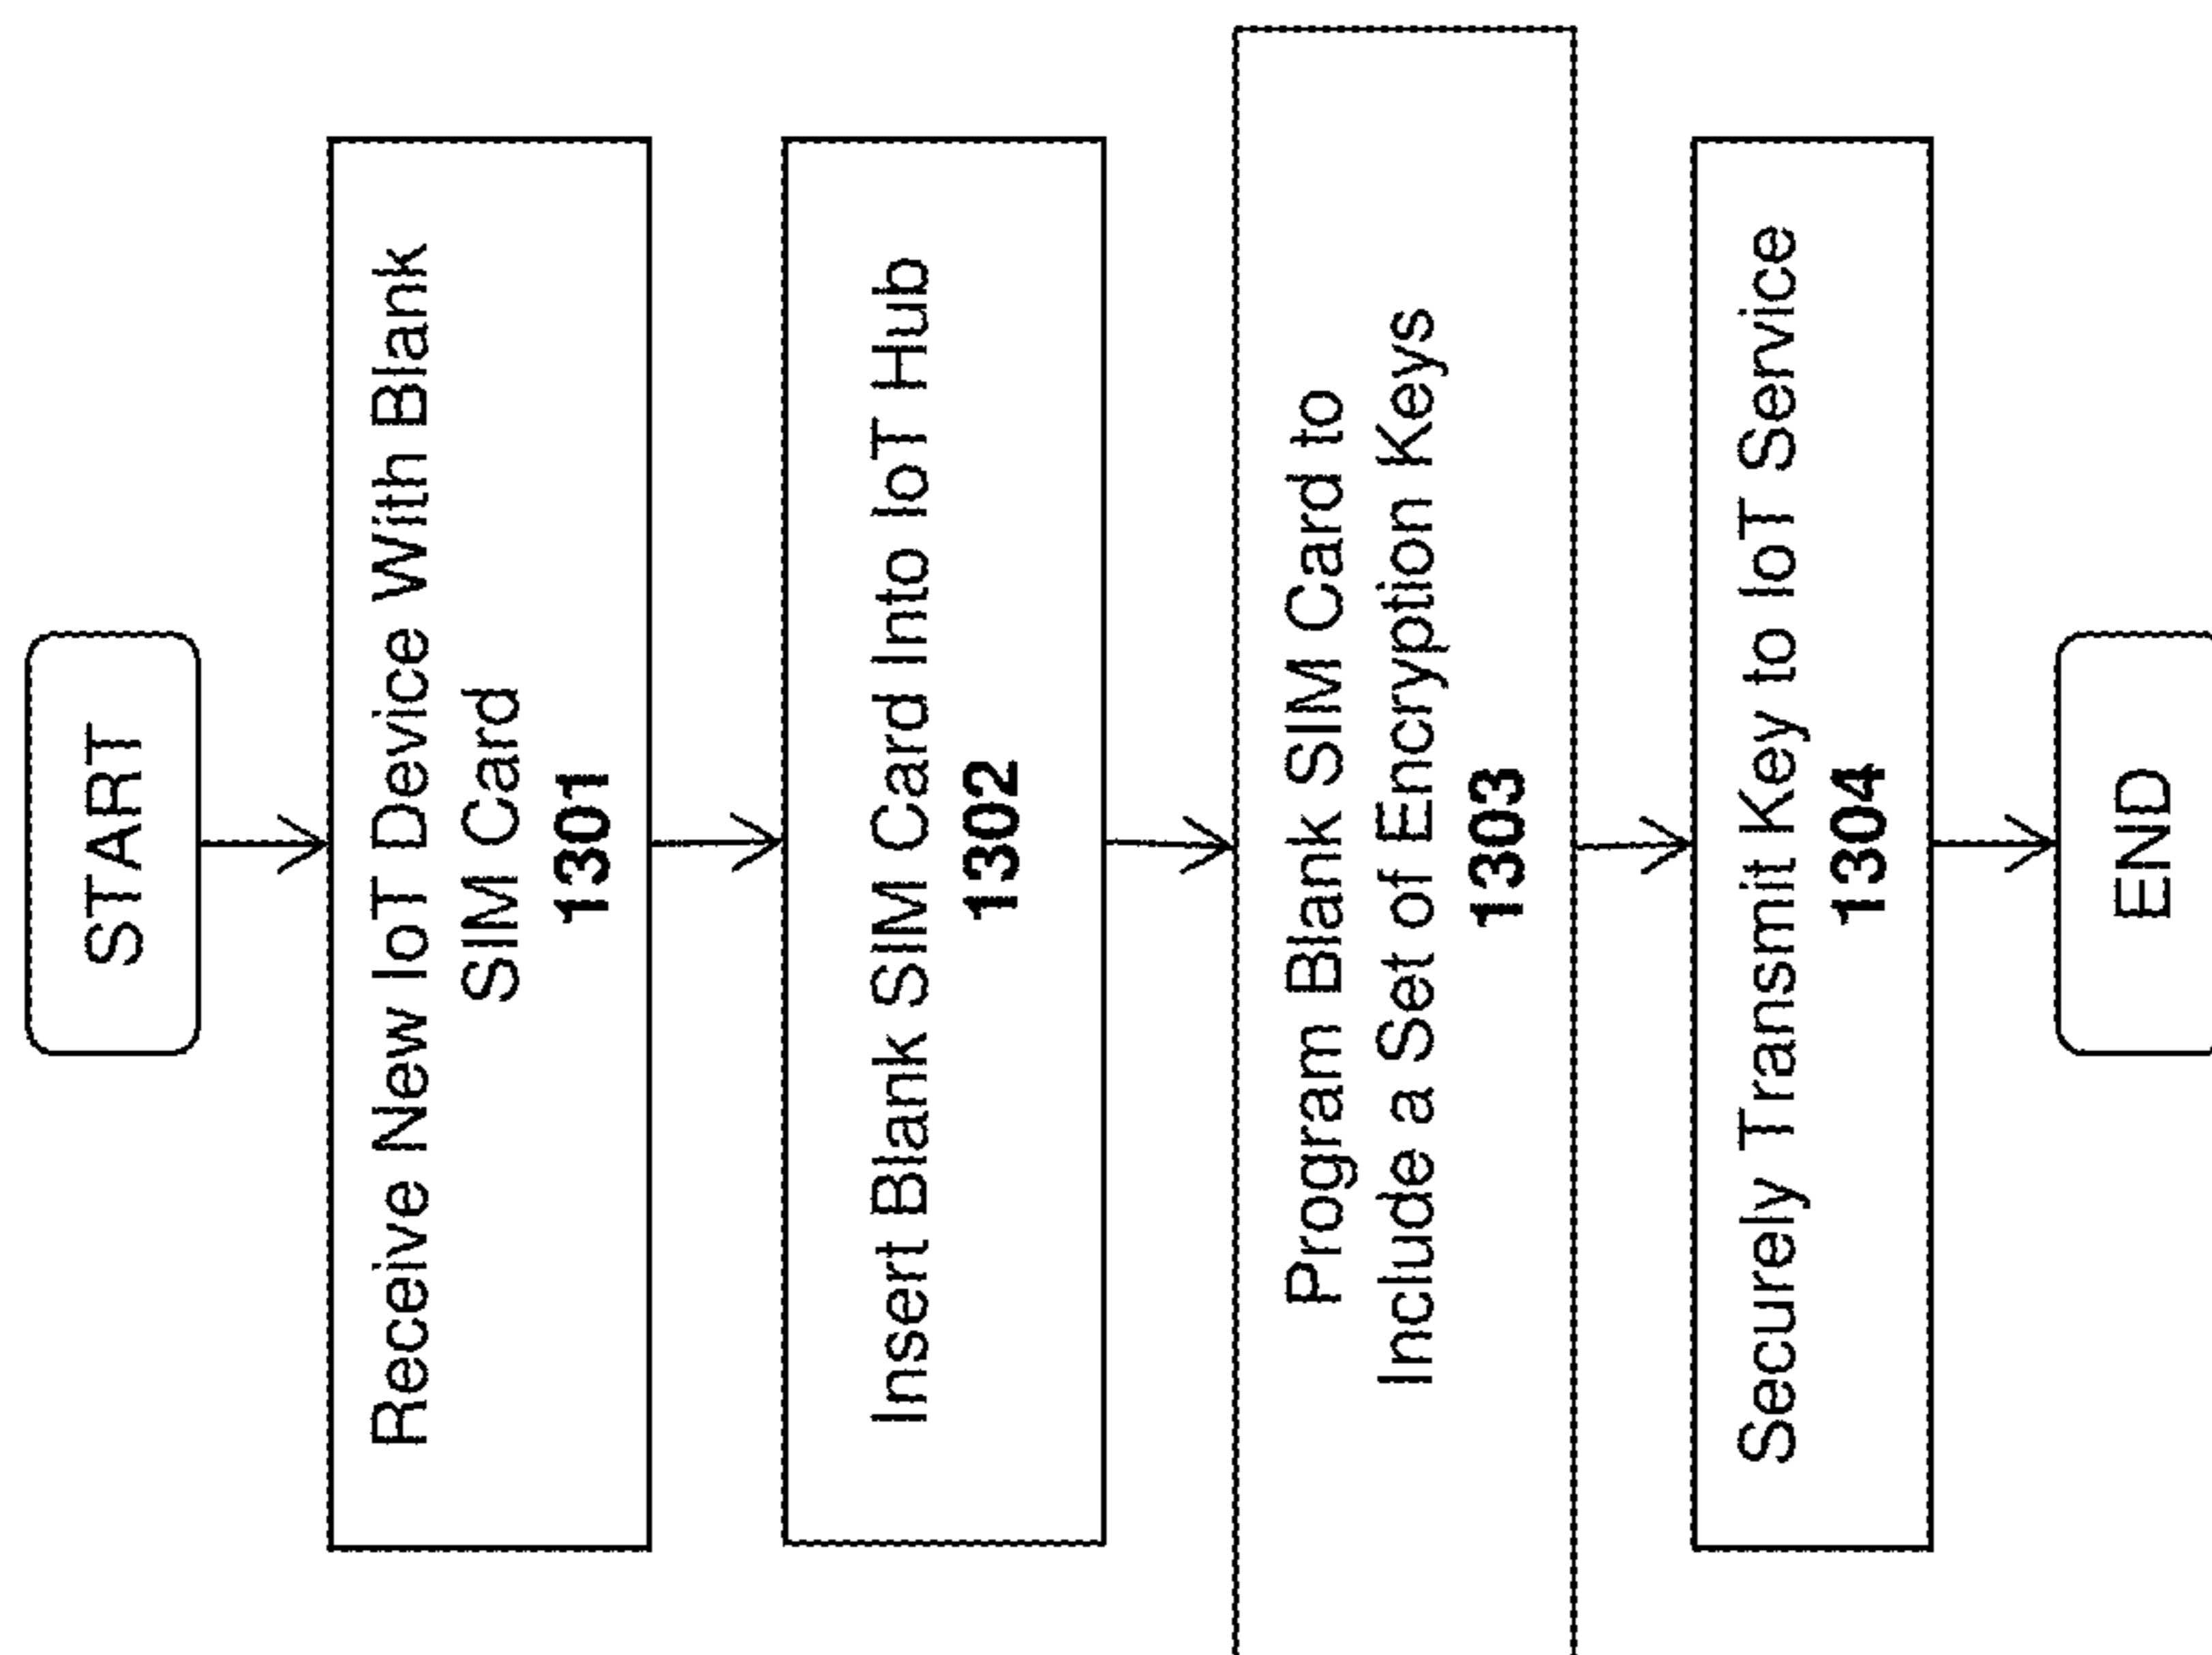 START
Receive New IoT Device With Blank
SIM Card
1301
Insert Blank SIM Card Into IoT Hub
1302
Program Blank SIM Card to
Include a Set of Encryption Keys
1303
Securely Transmit Key to IoT Service
1304
END